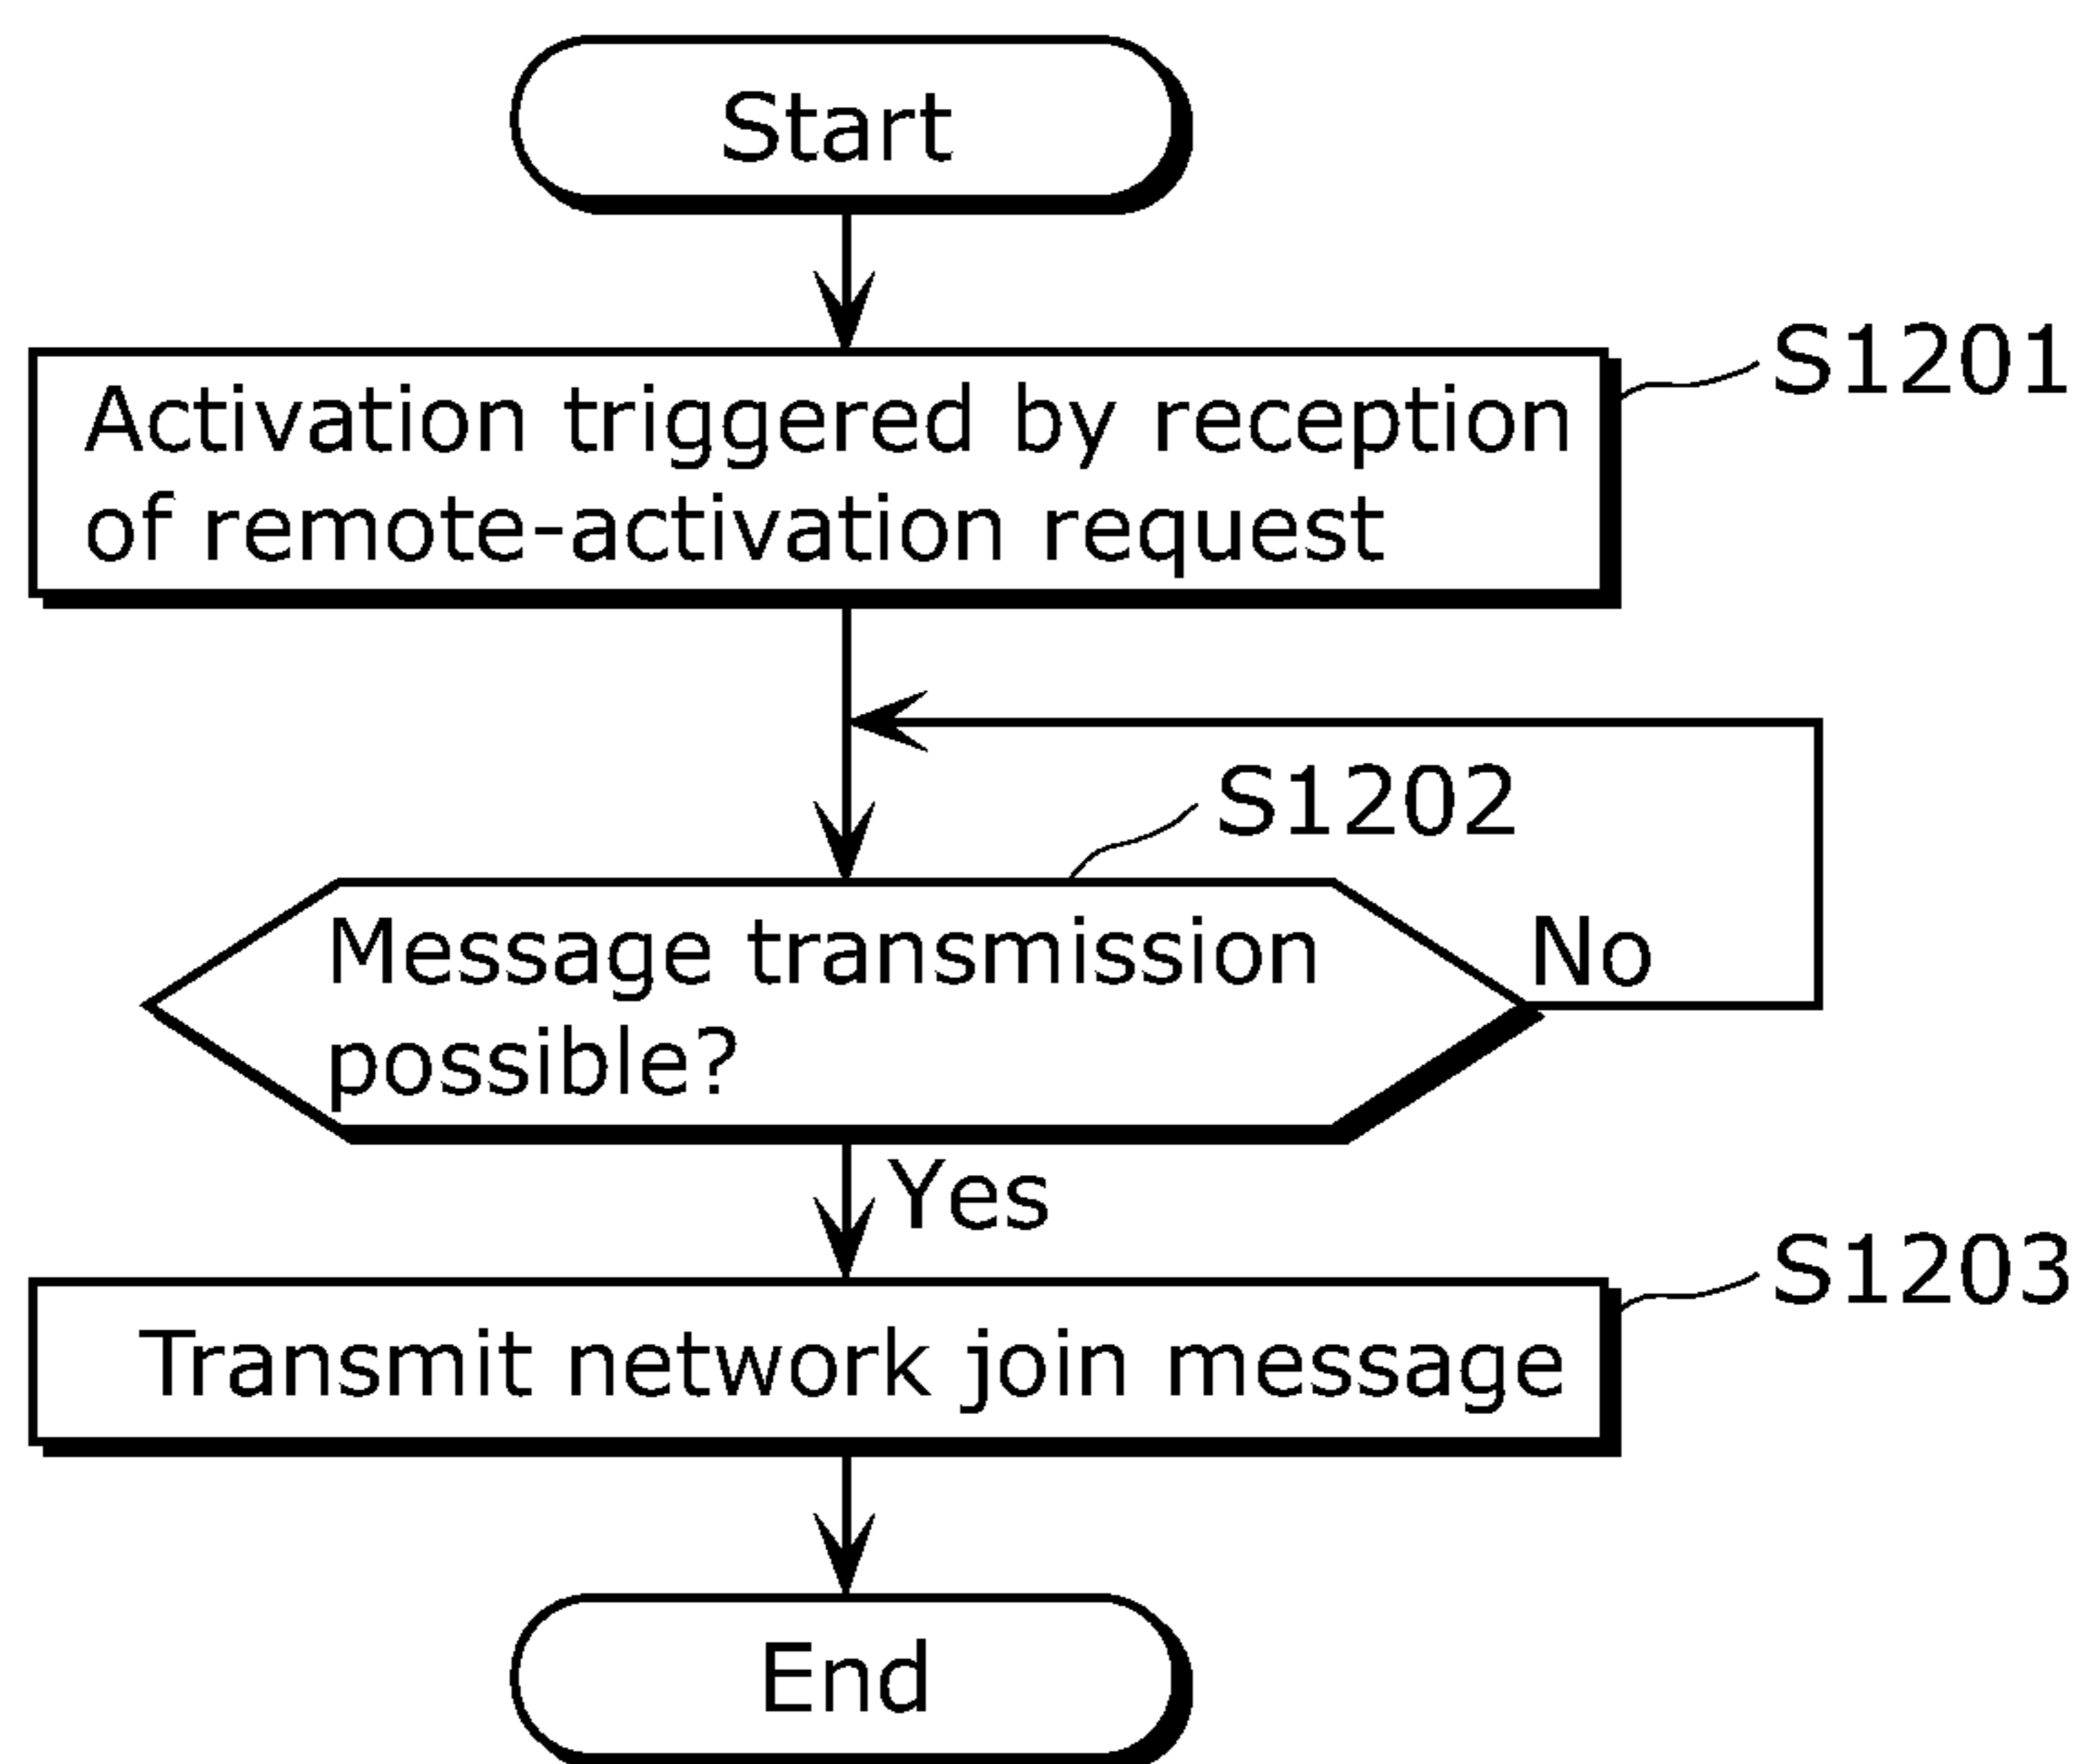 Start
S1201
Activation triggered by reception
of remote-activation request
S1202
Message transmission
possible?
No
Yes
S1203
Transmit network join message
End